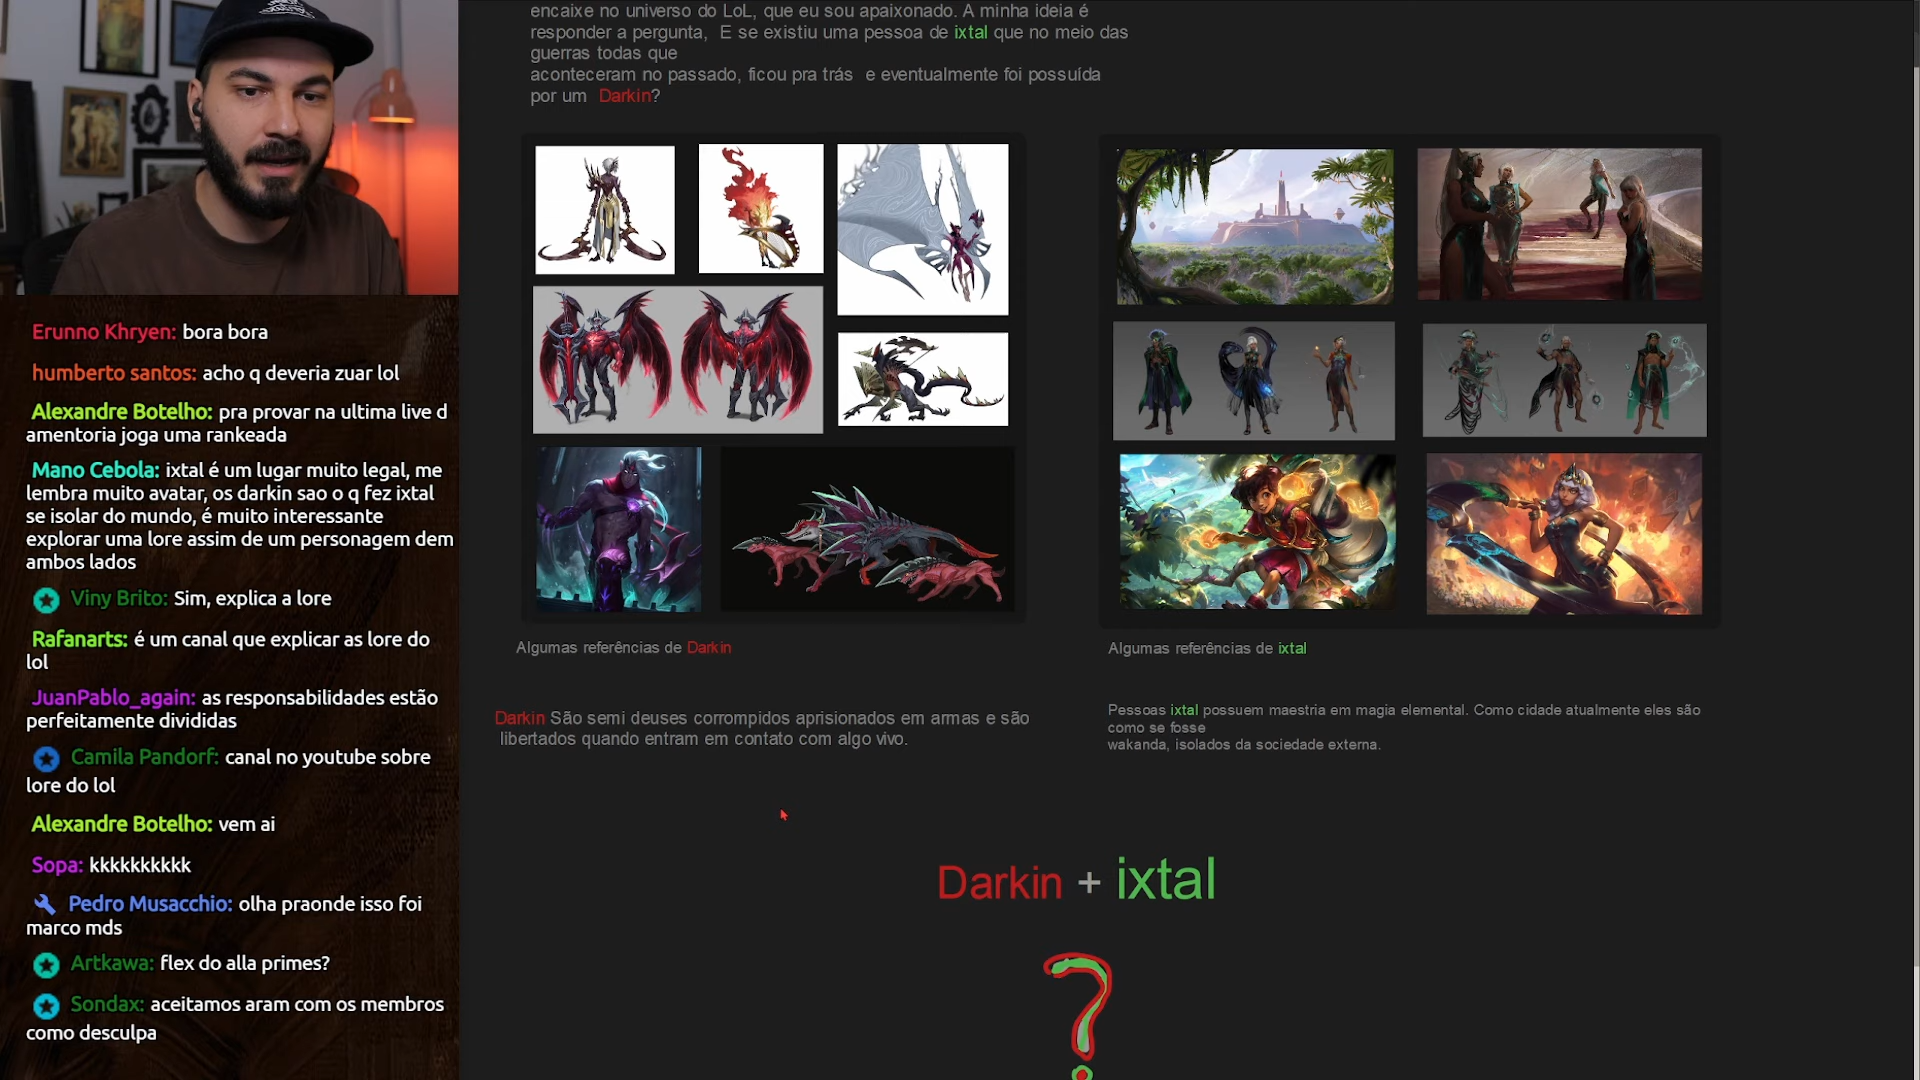 encaixe no universo do LoL, que eu sou apaixonado. A minha ideia é
responder a pergunta,  E se existiu uma pessoa de ixtal que no meio das
guerras todas que
aconteceram no passado, ficou pra trás  e eventualmente foi possuída
por um  Darkin?
Algumas referências de Darkin
Algumas referências de ixtal
Darkin São semi deuses corrompidos aprisionados em armas e são
libertados quando entram em contato com algo vivo.
Pessoas ixtal possuem maestria em magia elemental. Como cidade atualmente eles são
como se fosse
wakanda, isolados da sociedade externa.
Darkin + ixtal
?
Erunno Khryen: bora bora
humberto santos: acho q deveria zuar lol
Alexandre Botelho: pra provar na ultima live d
amentoria joga uma rankeada
Mano Cebola: ixtal é um lugar muito legal, me
lembra muito avatar, os darkin sao o q fez ixtal
se isolar do mundo, é muito interessante
explorar uma lore assim de um personagem dem
ambos lados
Viny Brito: Sim, explica a lore
Rafanarts: é um canal que explicar as lore do
lol
JuanPablo_again: as responsabilidades estão
perfeitamente divididas
Camila Pandorf: canal no youtube sobre
lore do lol
Alexandre Botelho: vem ai
Sopa: kkkkkkkkkk
Pedro Musacchio: olha praonde isso foi
marco mds
Artkawa: flex do alla primes?
Sondax: aceitamos aram com os membros
como desculpa